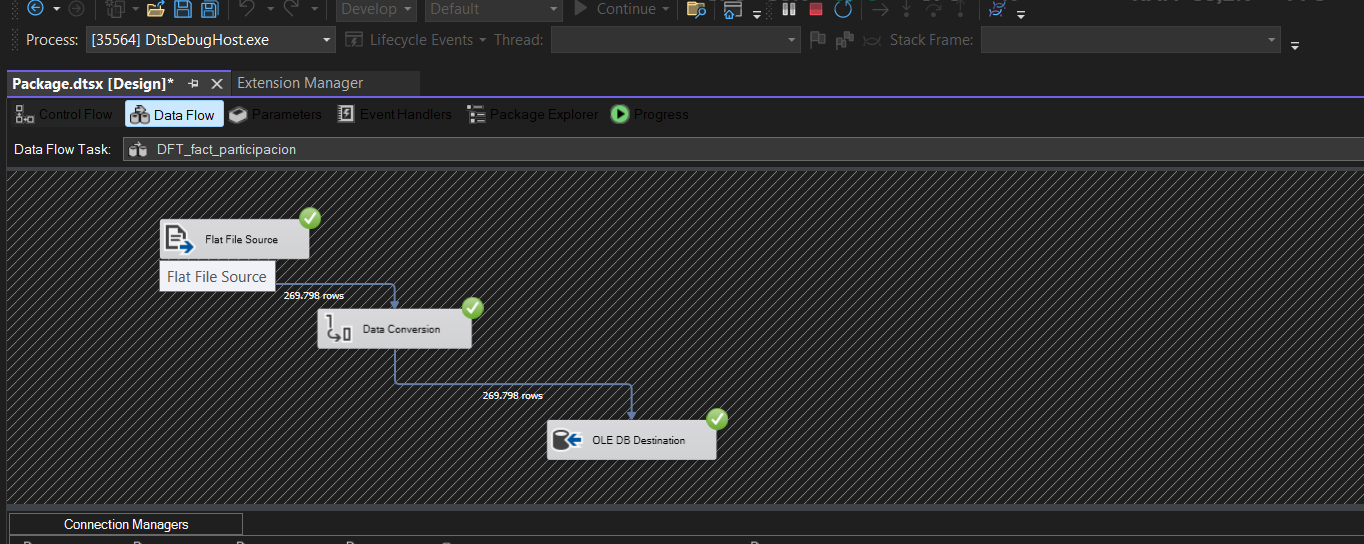 Develop Default Continue
Process: [35564] DtsDebugHost.exe Lifecycle Events Thread: Stack Frame:
Package.dtsx [Design]* Extension Manager
Control Flow Data Flow Parameters Event Handlers Package Explorer Progress
Data Flow Task: DFT_fact_participacion
Flat File Source
Flat File Source
269.798 rows
Data Conversion
269.798 rows
OLE DB Destination
Connection Managers